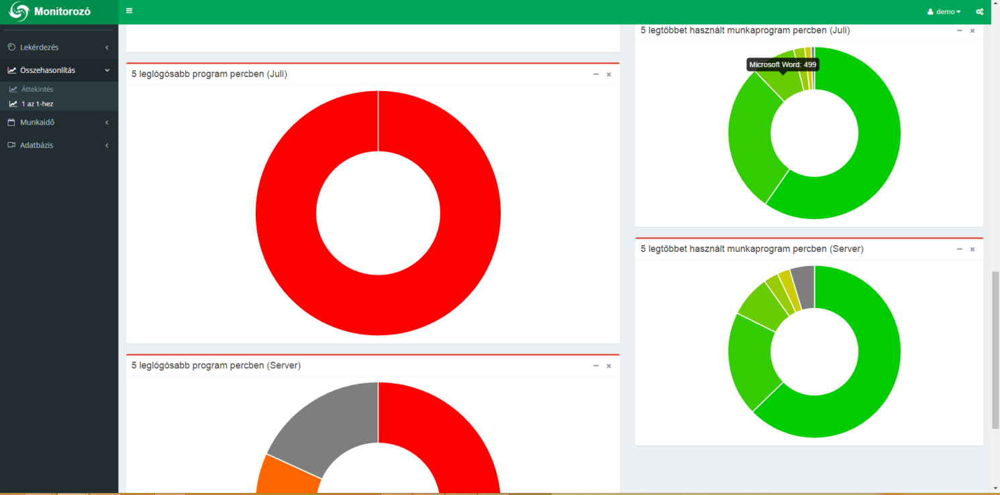 Monitorozó
demo
Lekérdezés
Összehasonlítás
Áttekintés
1 az 1-hez
Munkaidő
Adatbázis
5 leglógósabb program percben (Juli)
5 leglógósabb program percben (Server)
5 legtöbbet használt munkaprogram percben (Juli)
Microsoft Word: 499
5 legtöbbet használt munkaprogram percben (Server)